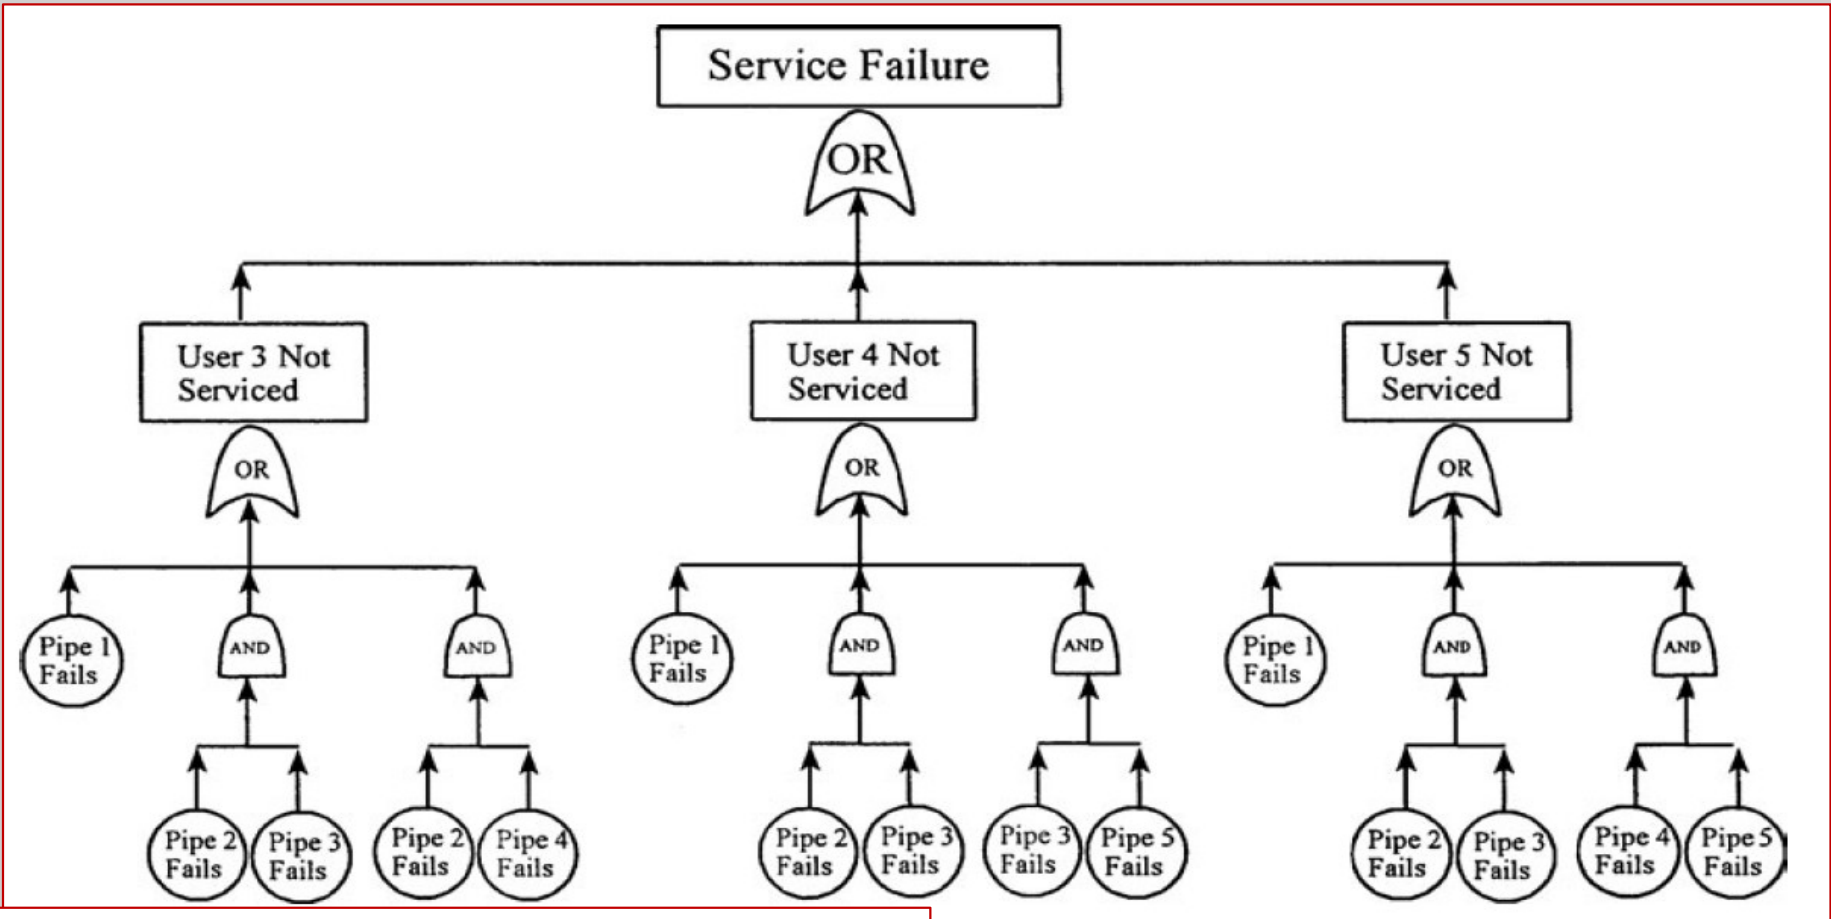 Service Failure
OR
User 3 Not
Serviced
User 4 Not
Serviced
User 5 Not
Serviced
OR
OR
OR
Pipe 1
Fails
AND
AND
Pipe 1
Fails
AND
AND
Pipe 1
Fails
AND
AND
Pipe 2
Fails
Pipe 3
Fails
Pipe 2
Fails
Pipe 4
Fails
Pipe 2
Fails
Pipe 3
Fails
Pipe 3
Fails
Pipe 5
Fails
Pipe 2
Fails
Pipe 3
Fails
Pipe 4
Fails
Pipe 5
Fails